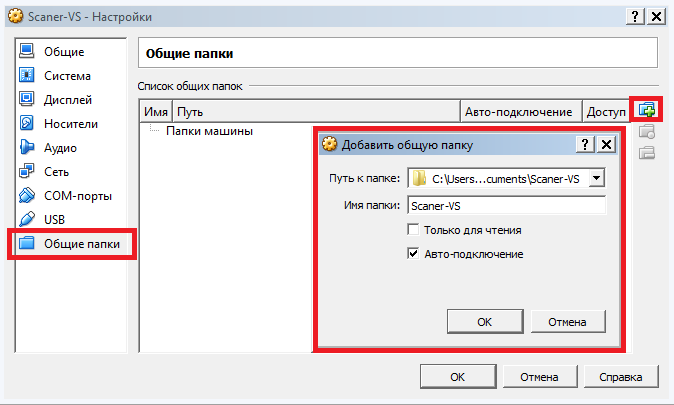 Scaner-VS - Настройки
Общие
Система
Дисплей
Носители
Аудио
Сеть
COM-порты
USB
Общие папки
Общие папки
Список общих папок
Имя Путь Авто-подключение Доступ
Папки машины
Добавить общую папку
Путь к папке: C:\Users...cuments\Scaner-VS
Имя папки: Scaner-VS
Только для чтения
Авто-подключение
OK Отмена
OK Отмена Справка